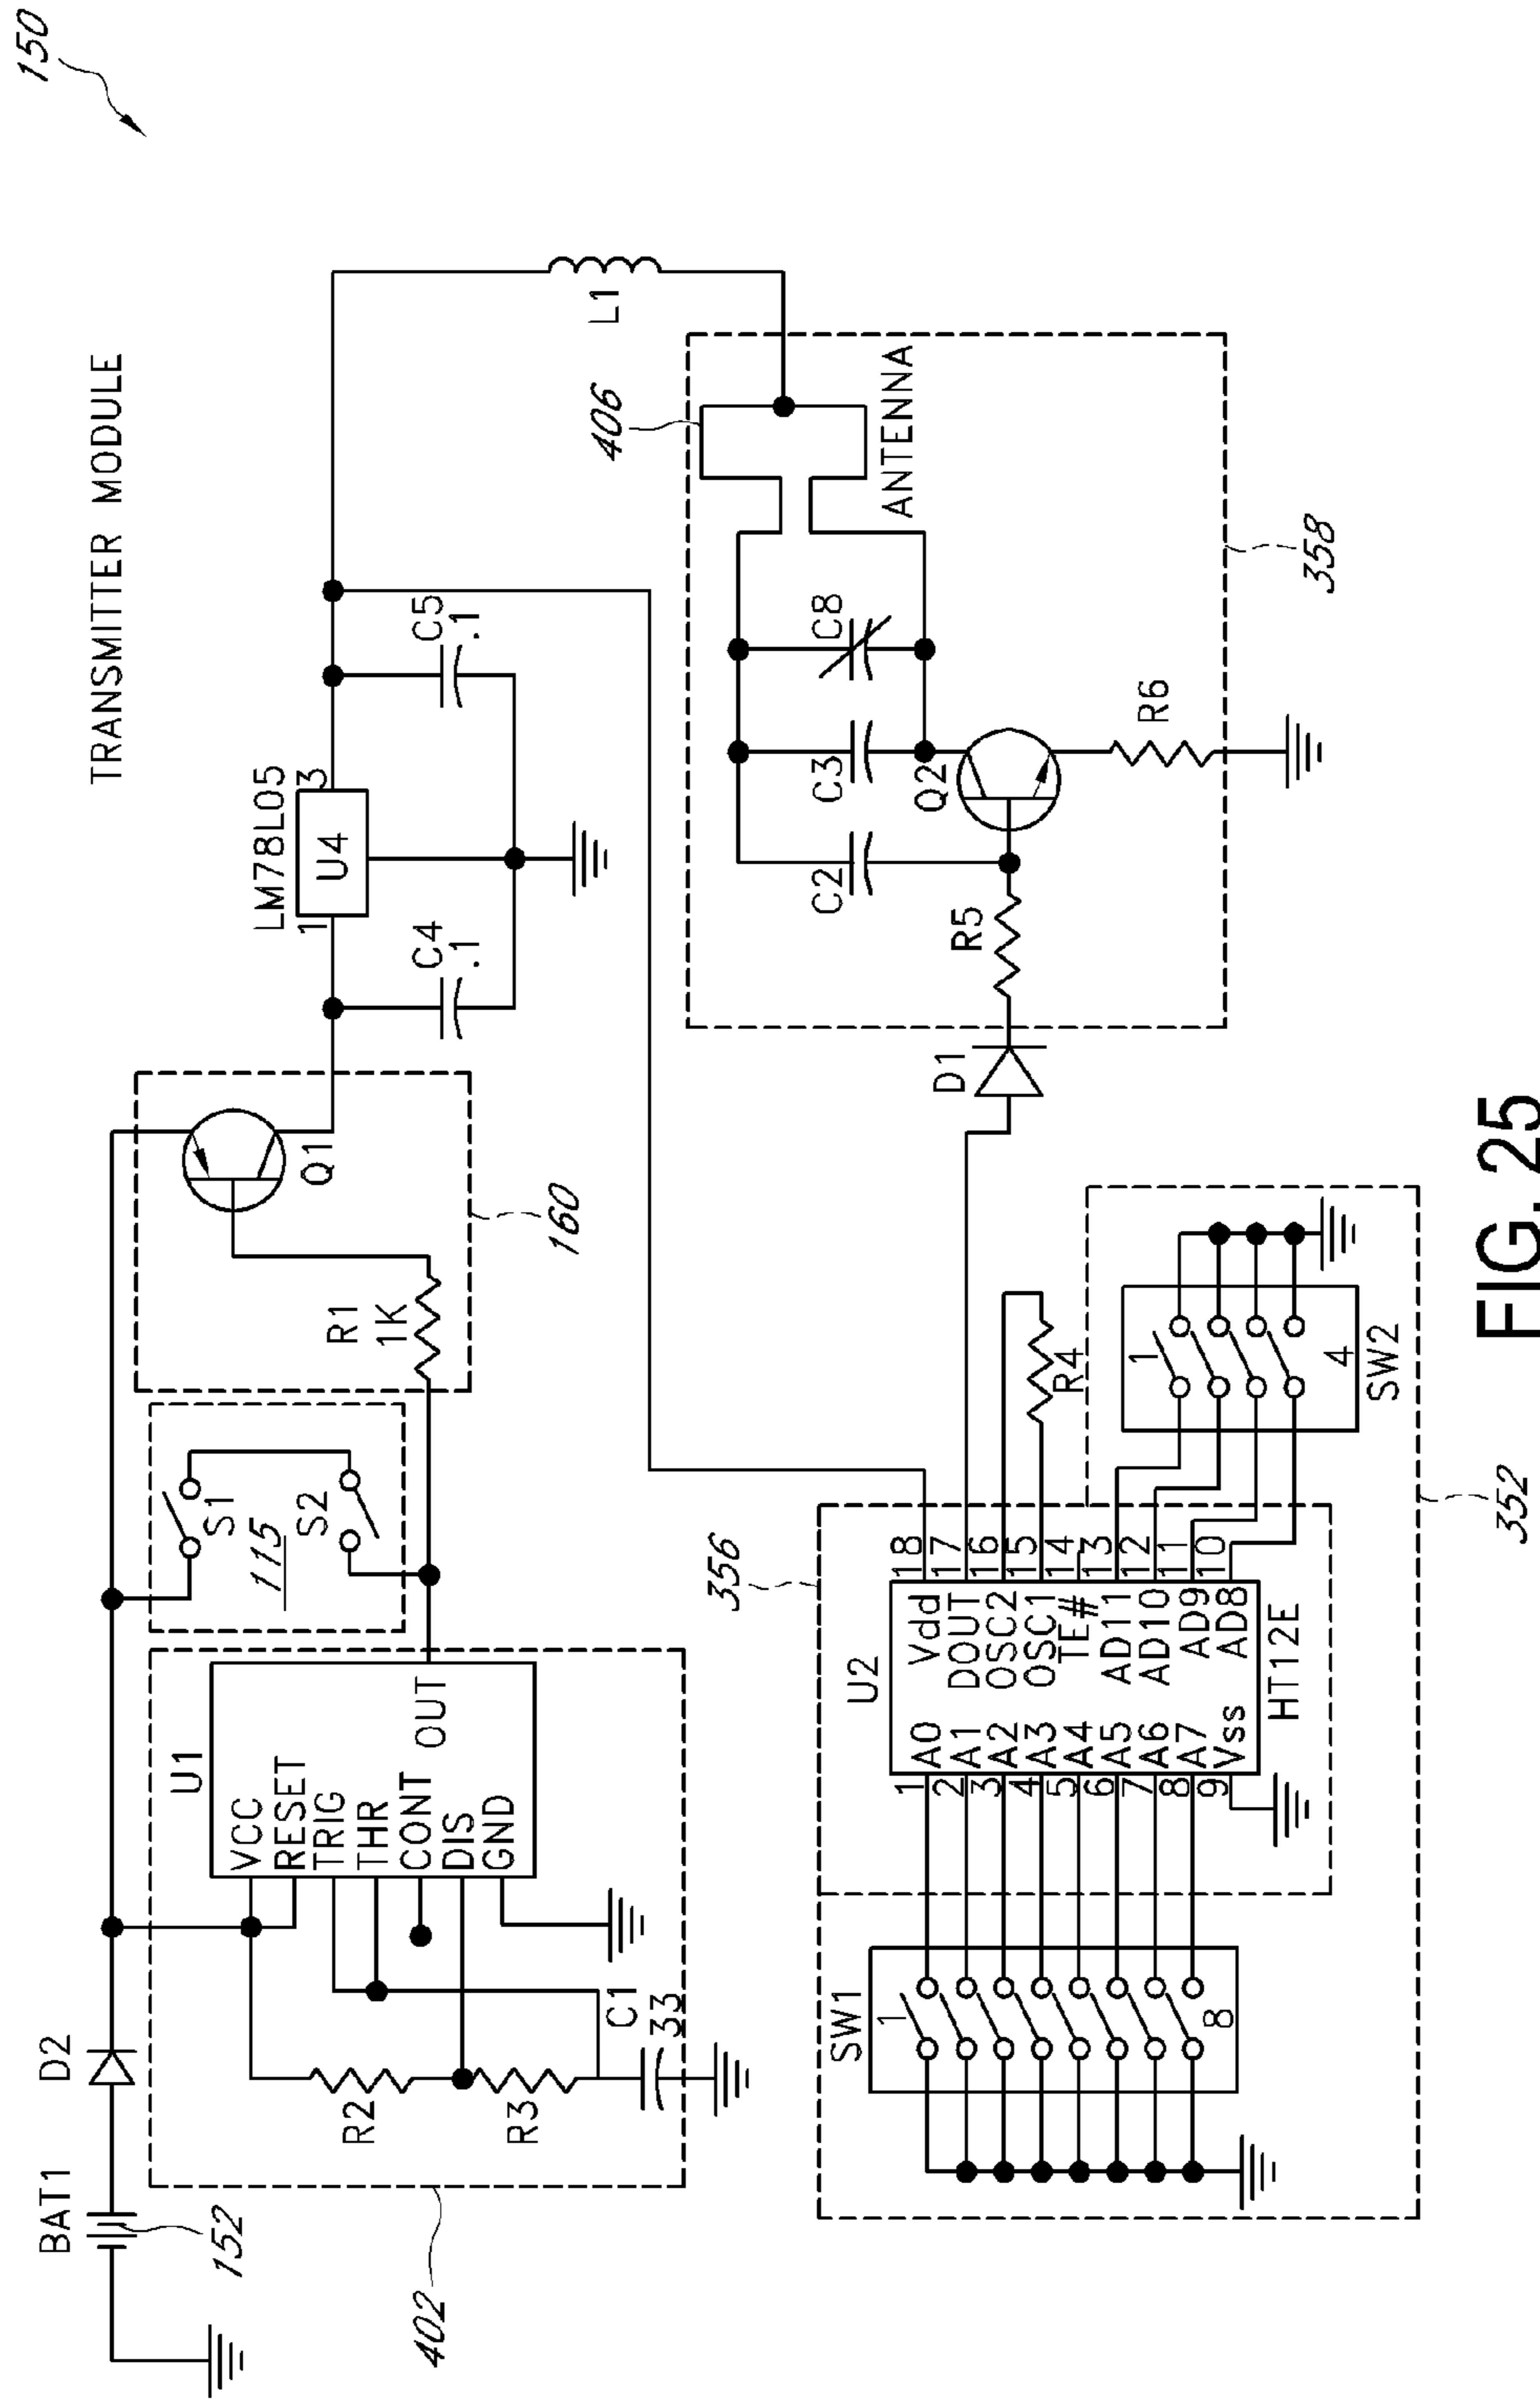 150
TRANSMITTER MODULE
BAT1
D2
152
402
U1
VCC
RESET
TRIG
THR
CONT
DIS
GND
OUT
R2
R3
C1
33
S1
115
S2
R1
1K
Q1
160
LM78L05
1
U4
3
C4
.1
C5
.1
L1
406
ANTENNA
C8
C3
C2
Q2
R5
R6
D1
358
356
U2
SW1
1
8
1 A0
2 A1
3 A2
4 A3
5 A4
6 A5
7 A6
8 A7
9 Vss
Vdd 18
DOUT 17
OSC2 16
OSC1 15
TE# 14
AD11 13
AD10 12
AD9 11
AD8 10
HT12E
R4
1
4
SW2
352
FIG. 25